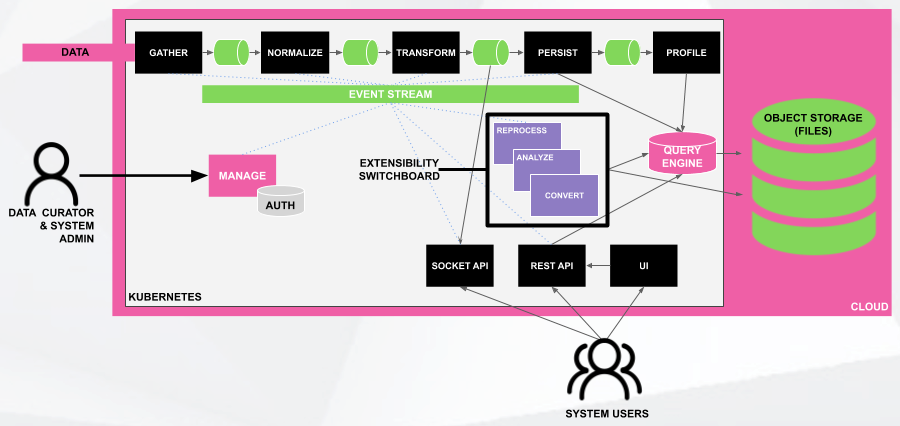 DATA
GATHER
NORMALIZE
TRANSFORM
PERSIST
PROFILE
EVENT STREAM
OBJECT STORAGE
(FILES)
REPROCESS
ANALYZE
CONVERT
EXTENSIBILITY
SWITCHBOARD
QUERY
ENGINE
MANAGE
AUTH
DATA CURATOR
& SYSTEM
ADMIN
SOCKET API
REST API
UI
KUBERNETES
CLOUD
SYSTEM USERS